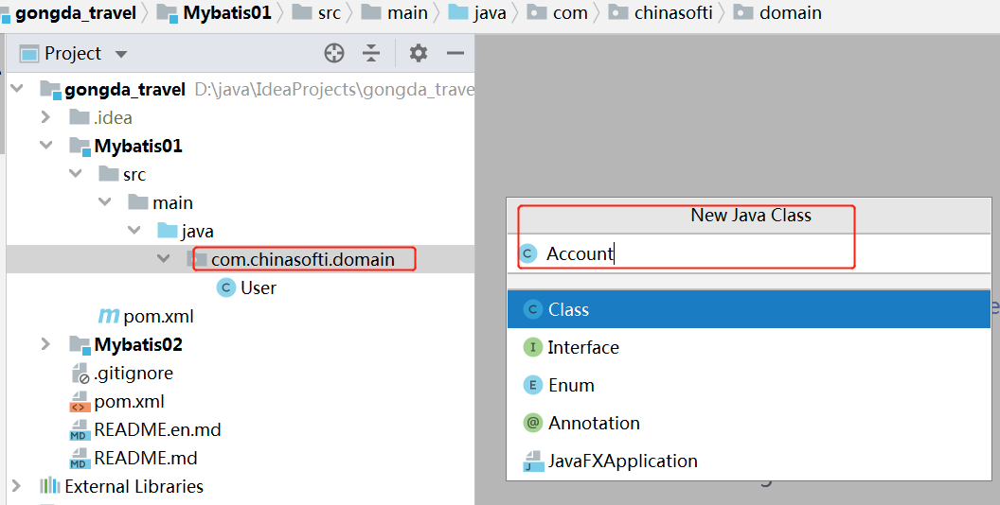 gongda_travel Mybatis01 src main java com chinasofti domain
Project
gongda_travel D:\java\IdeaProjects\gongda_trave
.idea
Mybatis01
src
main
java
com.chinasofti.domain
C User
m pom.xml
Mybatis02
.gitignore
<> pom.xml
MD README.en.md
MD README.md
External Libraries
New Java Class
C Account
C Class
I Interface
E Enum
@ Annotation
J JavaFXApplication